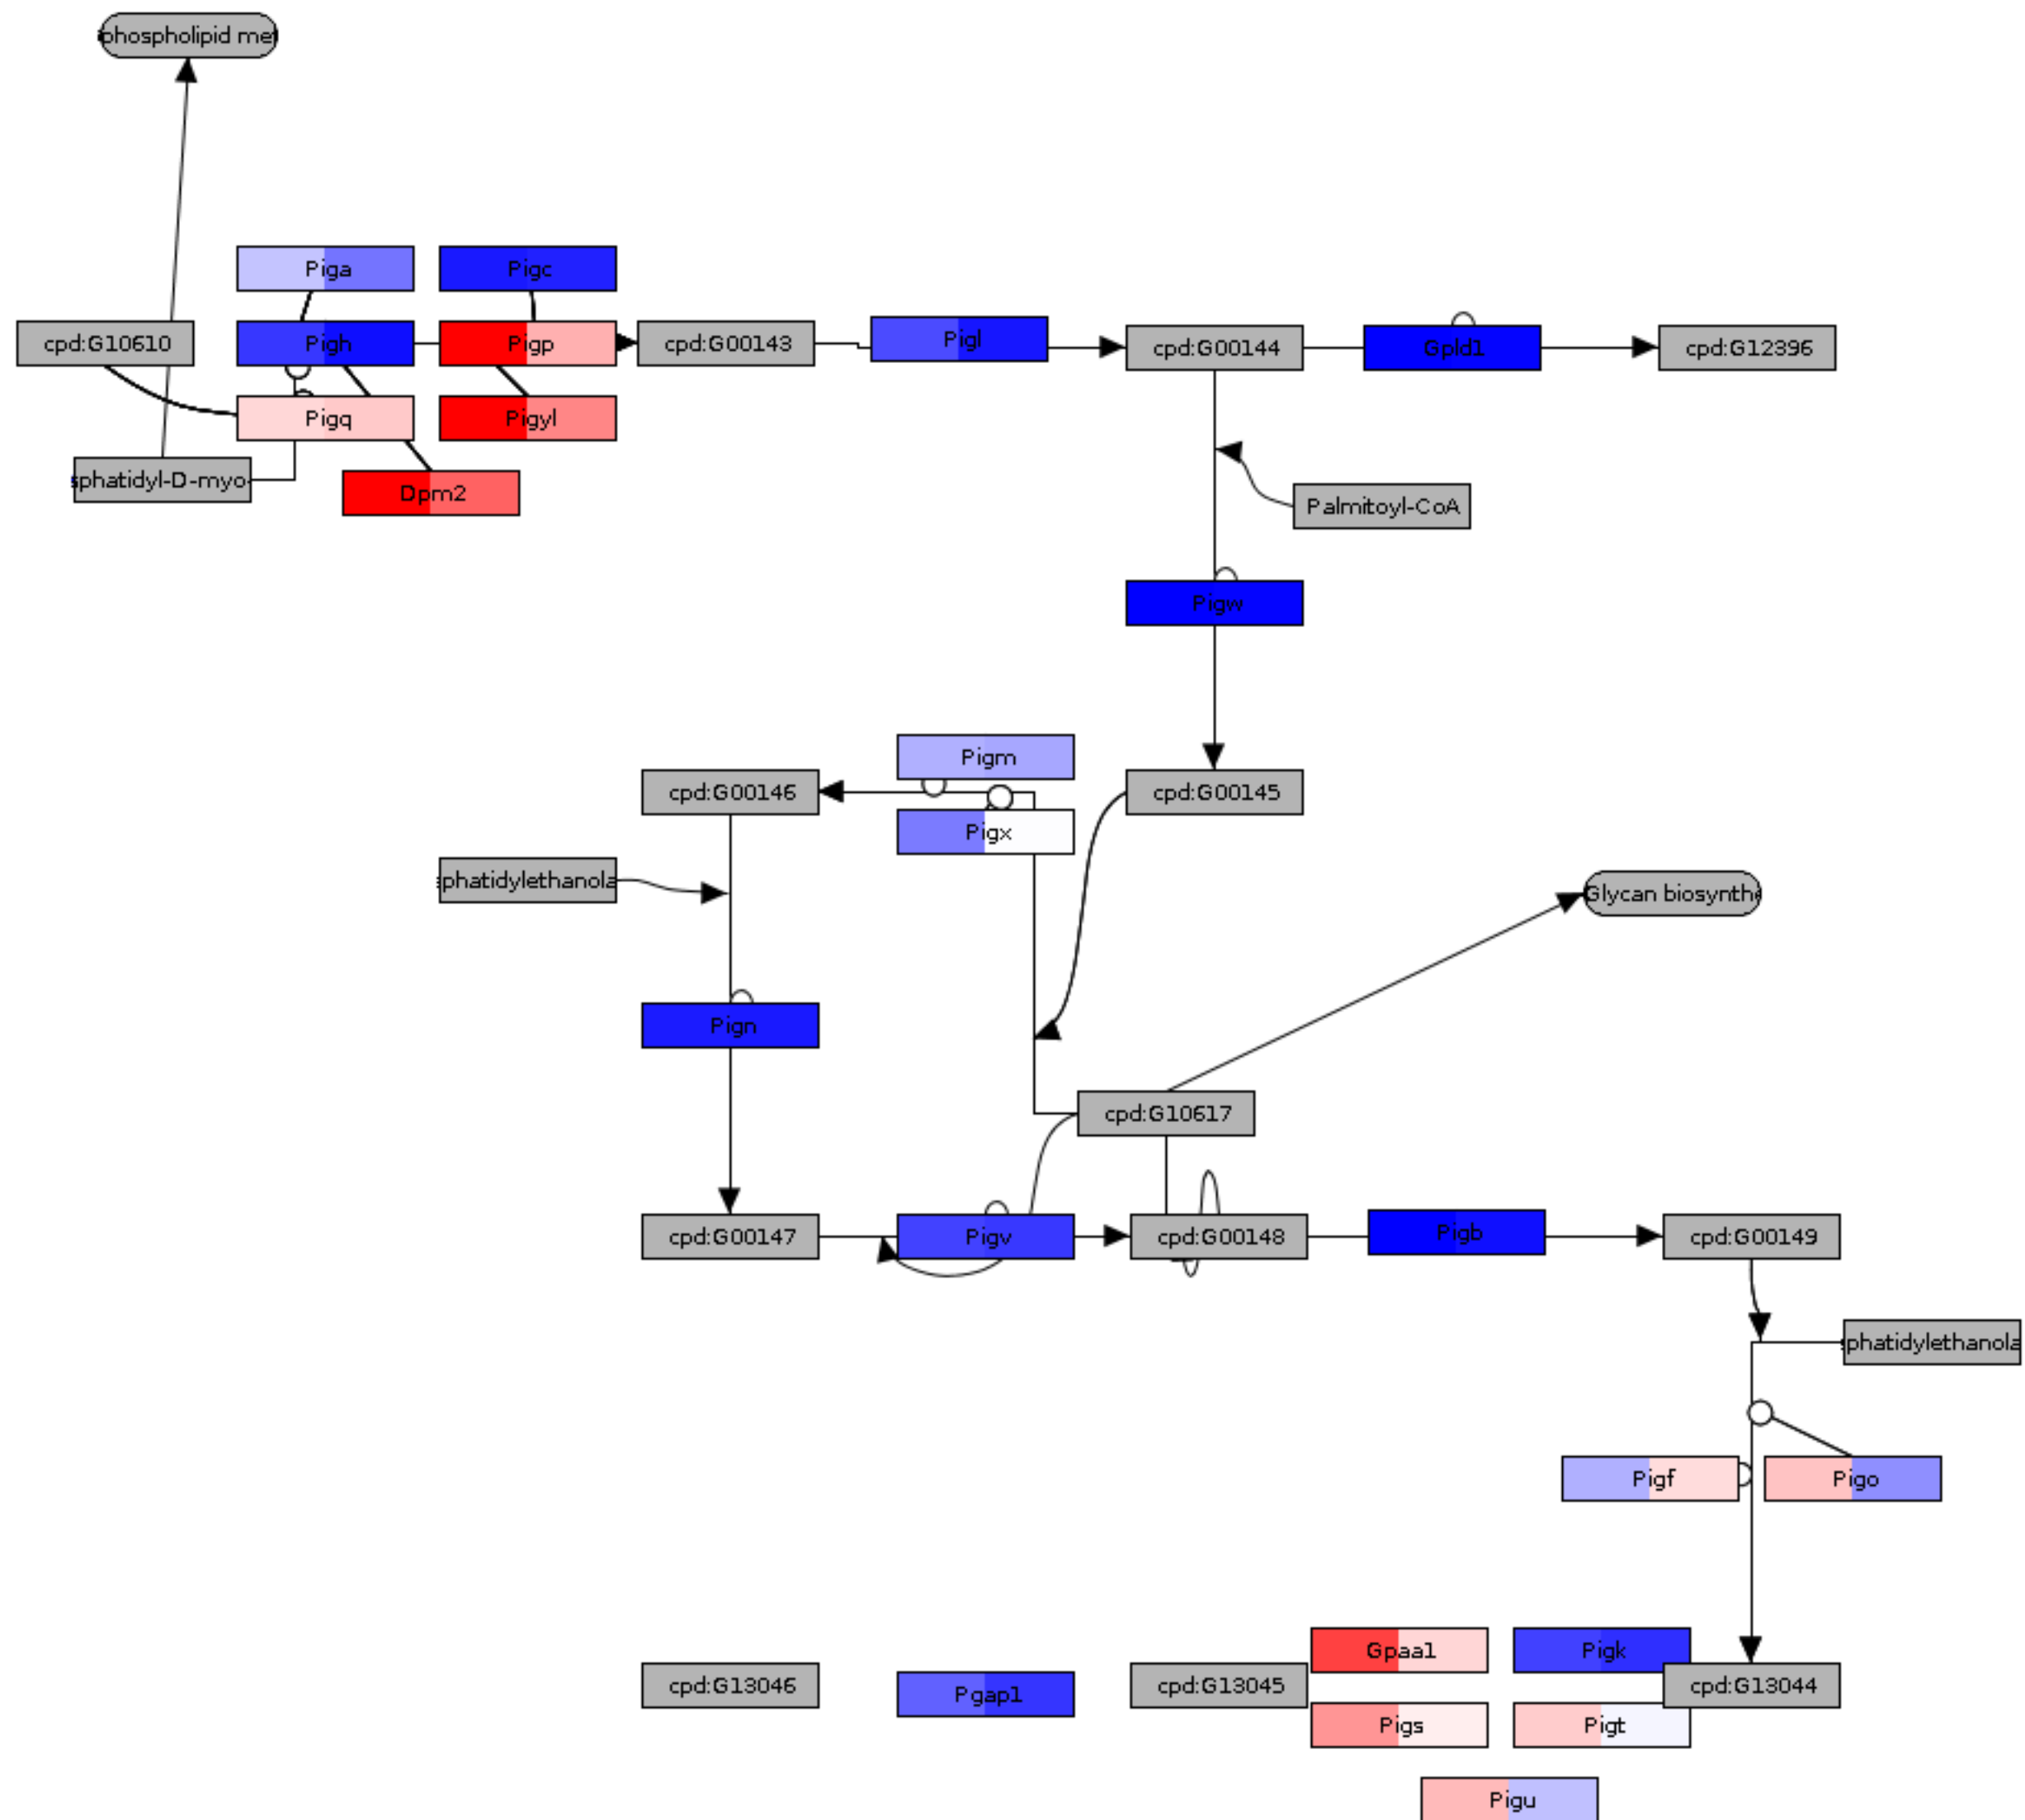 phospholipid me
Piga
Pigc
cpd:G10610
Pigh
Pigp
cpd:G00143
Pigl
cpd:G00144
Gpld1
cpd:G12396
Pigq
Pigyl
sphatidyl-D-myo-
Dpm2
Palmitoyl-CoA
Pigw
Pigm
cpd:G00146
cpd:G00145
Pigx
phatidylethanola
Glycan biosynthe
Pign
cpd:G10617
cpd:G00147
Pigv
cpd:G00148
Pigb
cpd:G00149
phatidylethanola
Pigf
Pigo
Gpaa1
Pigk
cpd:G13046
Pgap1
cpd:G13045
cpd:G13044
Pigs
Pigt
Pigu